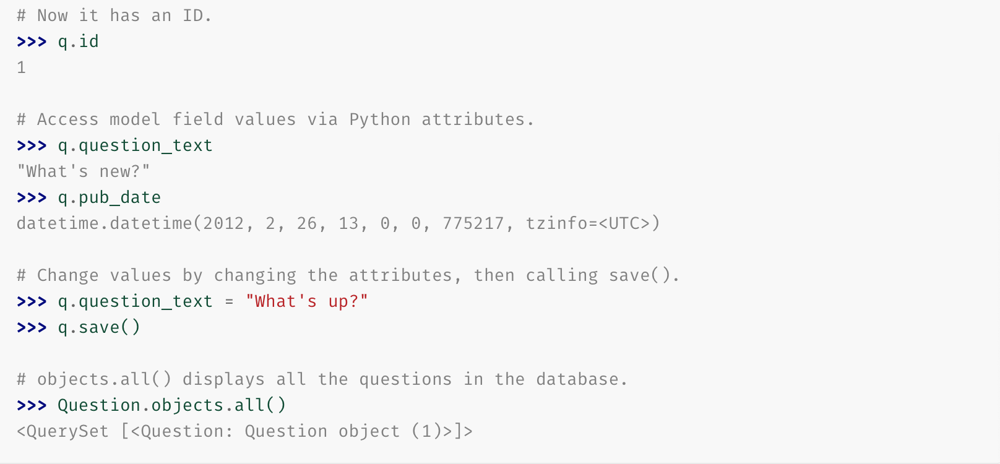 # Now it has an ID.
>>> q.id
1
# Access model field values via Python attributes.
>>> q.question_text
"What's new?"
>>> q.pub_date
datetime.datetime(2012, 2, 26, 13, 0, 0, 775217, tzinfo=<UTC>)
# Change values by changing the attributes, then calling save().
>>> q.question_text = "What's up?"
>>> q.save()
# objects.all() displays all the questions in the database.
>>> Question.objects.all()
<QuerySet [<Question: Question object (1)>]>